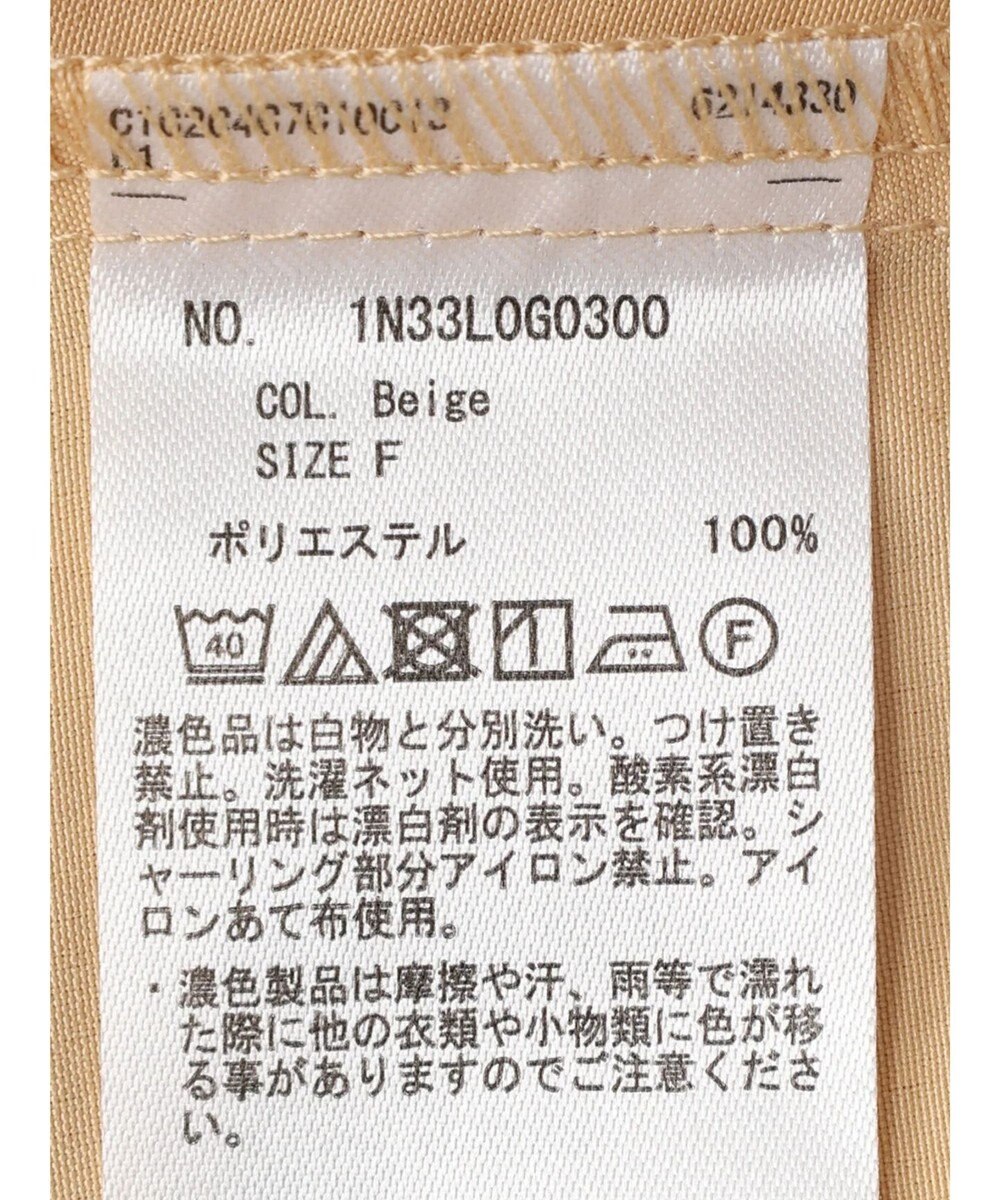 6214330
NO. 1N33L0G0300
COL. Beige
SIZE F
ポリエステル 100%
40
F
濃色品は白物と分別洗い。つけ置き
禁止。洗濯ネット使用。酸素系漂白
剤使用時は漂白剤の表示を確認。シ
ャーリング部分アイロン禁止。アイ
ロンあて布使用。
・濃色製品は摩擦や汗、雨等で濡れ
た際に他の衣類や小物類に色が移
る事がありますのでご注意くださ
い。